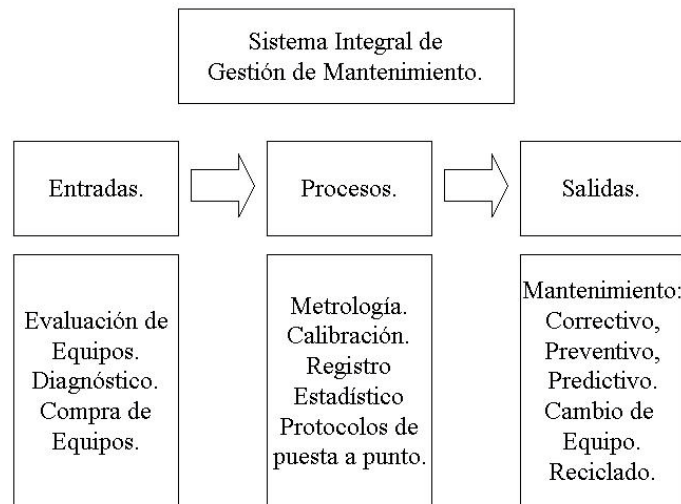 Sistema Integral de
Gestión de Mantenimiento.
Entradas.
Procesos.
Salidas.
Evaluación de
Equipos.
Diagnóstico.
Compra de
Equipos.
Metrología.
Calibración.
Registro
Estadístico
Protocolos de
puesta a punto.
Mantenimiento:
Correctivo,
Preventivo,
Predictivo.
Cambio de
Equipo.
Reciclado.